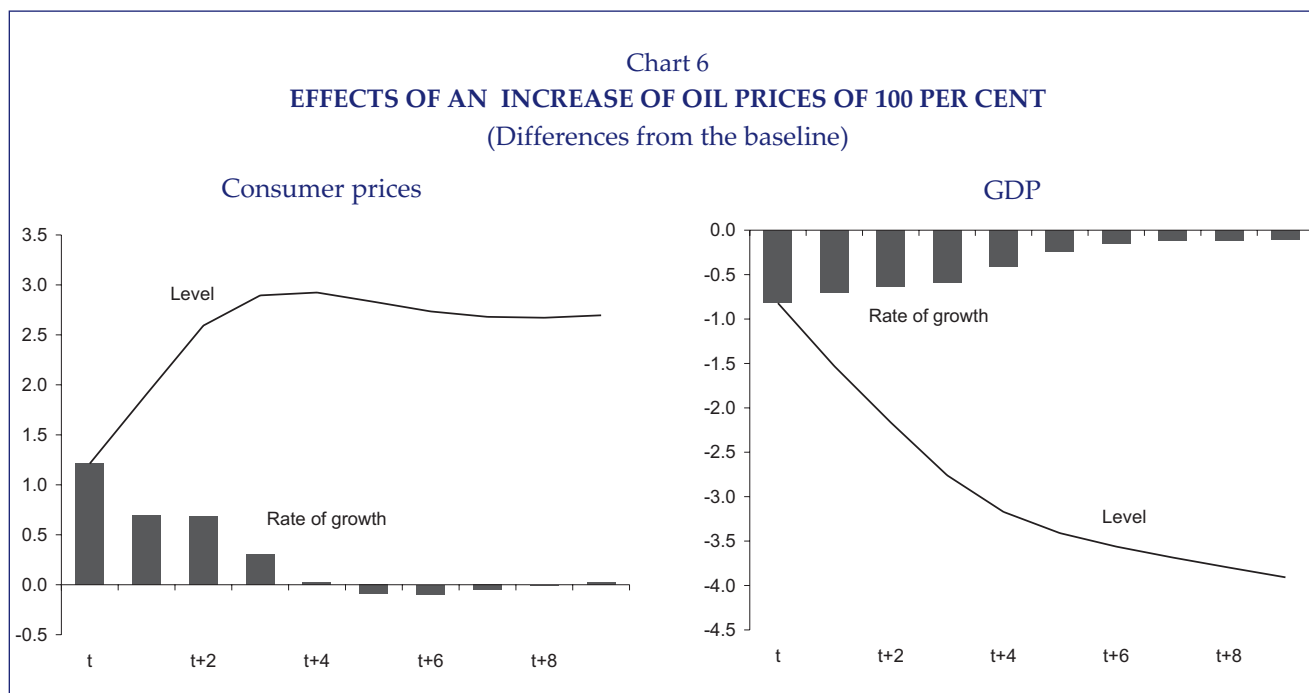 Chart 6
EFFECTS OF AN INCREASE OF OIL PRICES OF 100 PER CENT
(Differences from the baseline)
Consumer prices
3.5
3.0
2.5
2.0
1.5
1.0
0.5
0.0
-0.5
Level
Rate of growth
t
t+2
t+4
t+6
t+8
GDP
0.0
-0.5
-1.0
-1.5
-2.0
-2.5
-3.0
-3.5
-4.0
-4.5
Rate of growth
Level
t
t+2
t+4
t+6
t+8